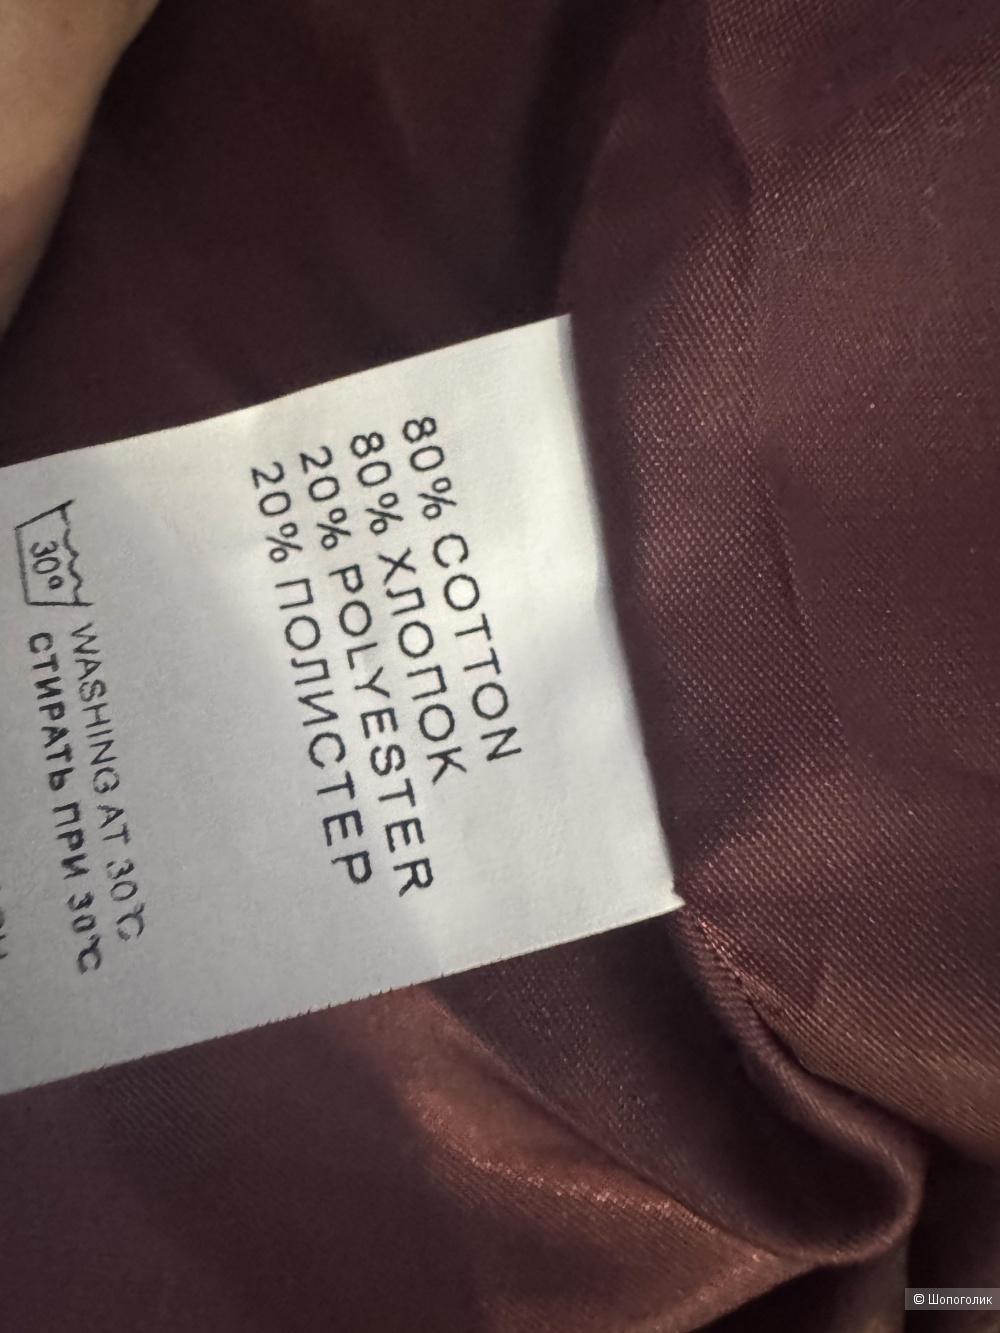 80% COTTON
80% ХЛОПОК
20% POLYESTER
20% ПОЛИСТЕР
30° WASHING AT 30°C
СТИРАТЬ ПРИ 30°C
© Шопоголик